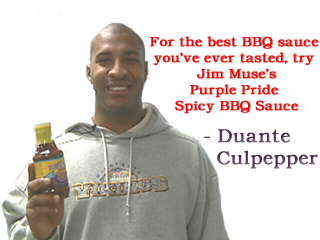 For the best BBQ sauce
you've ever tasted, try
Jim Muse's
Purple Pride
Spicy BBQ Sauce
- Duante
Culpepper
VIKINGS